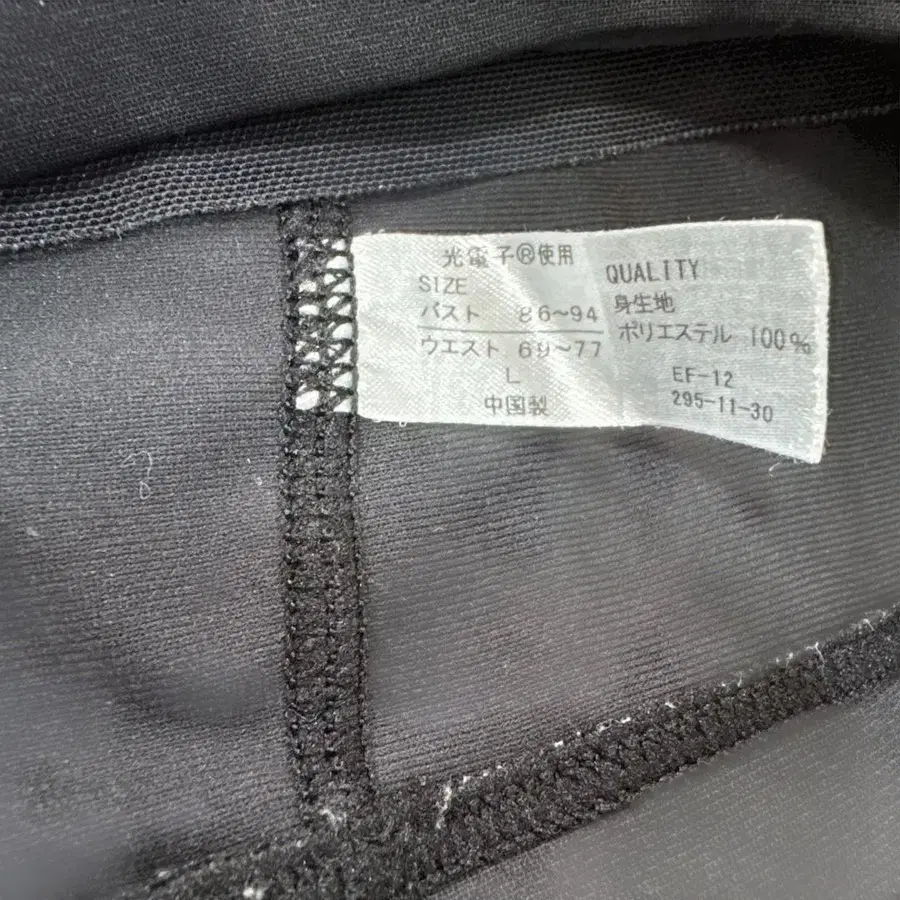 光電子®使用
SIZE
バスト 86~94
ウエスト 69~77
L
中国製
QUALITY
身生地
ポリエステル 100%
EF-12
295-11-30